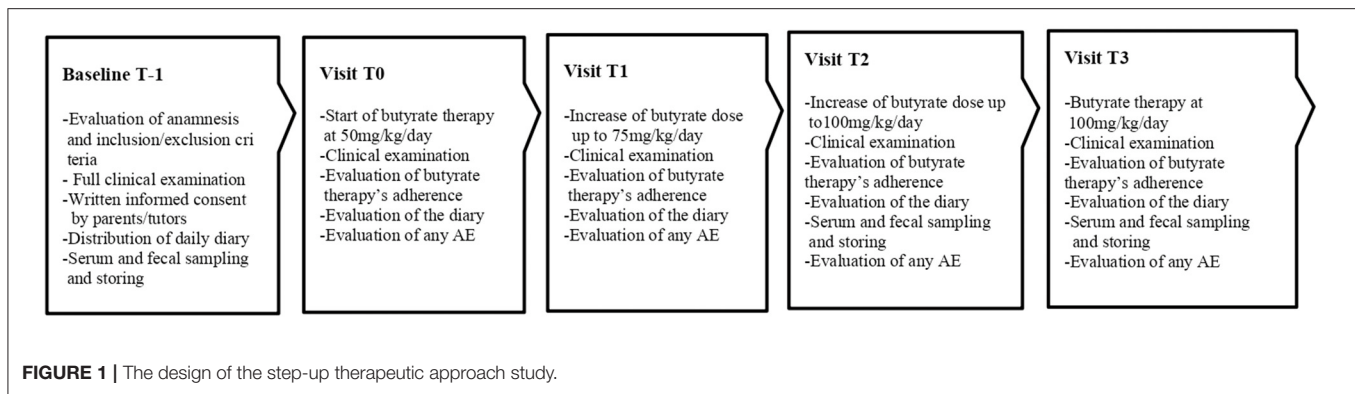 Baseline T-1
-Evaluation of anamnesis
and inclusion/exclusion cri
teria
- Full clinical examination
-Written informed consent
by parents/tutors
-Distribution of daily diary
-Serum and fecal sampling
and storing
Visit T0
-Start of butyrate therapy
at 50mg/kg/day
-Clinical examination
-Evaluation of butyrate
therapy's adherence
-Evaluation of the diary
-Evaluation of any AE
Visit T1
-Increase of butyrate dose
up to 75mg/kg/day
-Clinical examination
-Evaluation of butyrate
therapy's adherence
-Evaluation of the diary
-Evaluation of any AE
Visit T2
-Increase of butyrate dose up
to100mg/kg/day
-Clinical examination
-Evaluation of butyrate
therapy's adherence
-Evaluation of the diary
-Serum and fecal sampling
and storing
-Evaluation of any AE
Visit T3
-Butyrate therapy at
100mg/kg/day
-Clinical examination
-Evaluation of butyrate
therapy's adherence
-Evaluation of the diary
-Serum and fecal sampling
and storing
-Evaluation of any AE
FIGURE 1 | The design of the step-up therapeutic approach study.